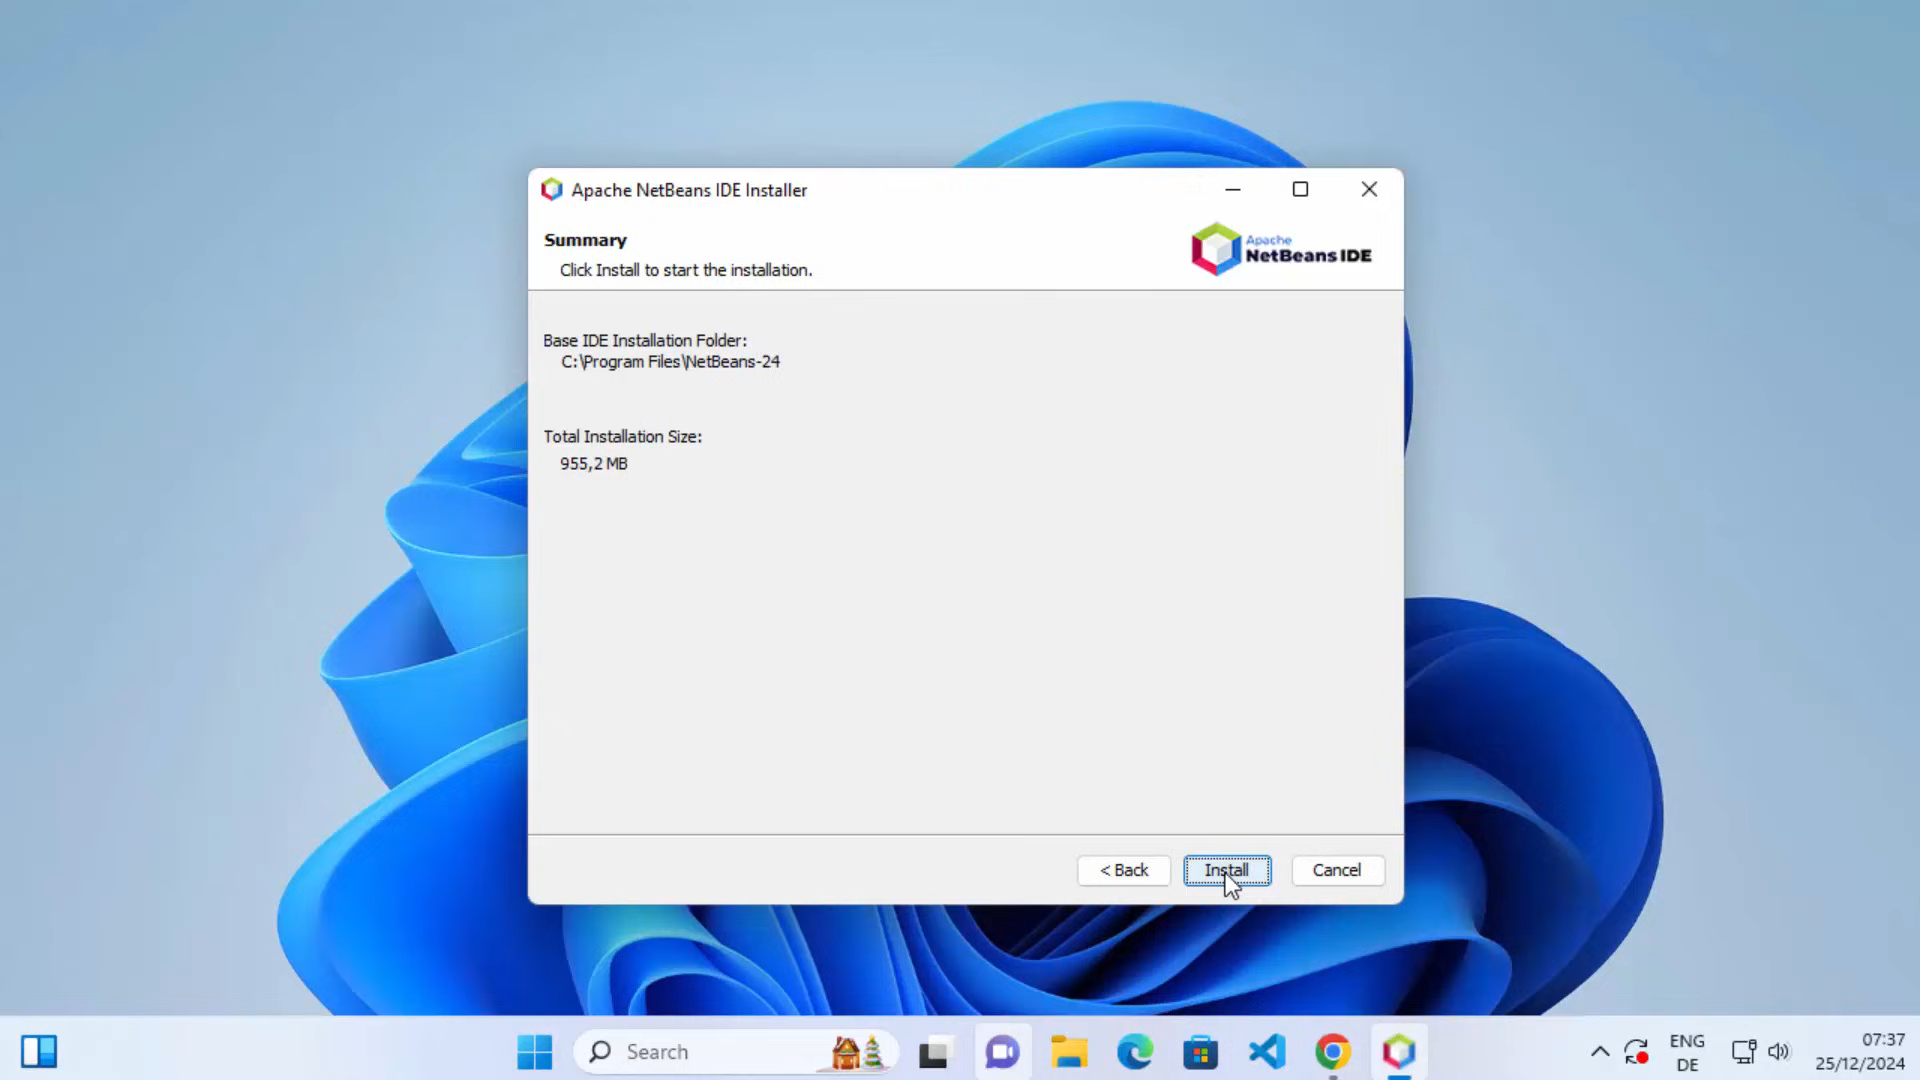 Apache NetBeans IDE Installer
Summary
Click Install to start the installation.
Apache
NetBeans IDE
Base IDE Installation Folder:
C:\Program Files\NetBeans-24
Total Installation Size:
955,2 MB
< Back
Install
Cancel
Search
ENG
DE
07:37
25/12/2024